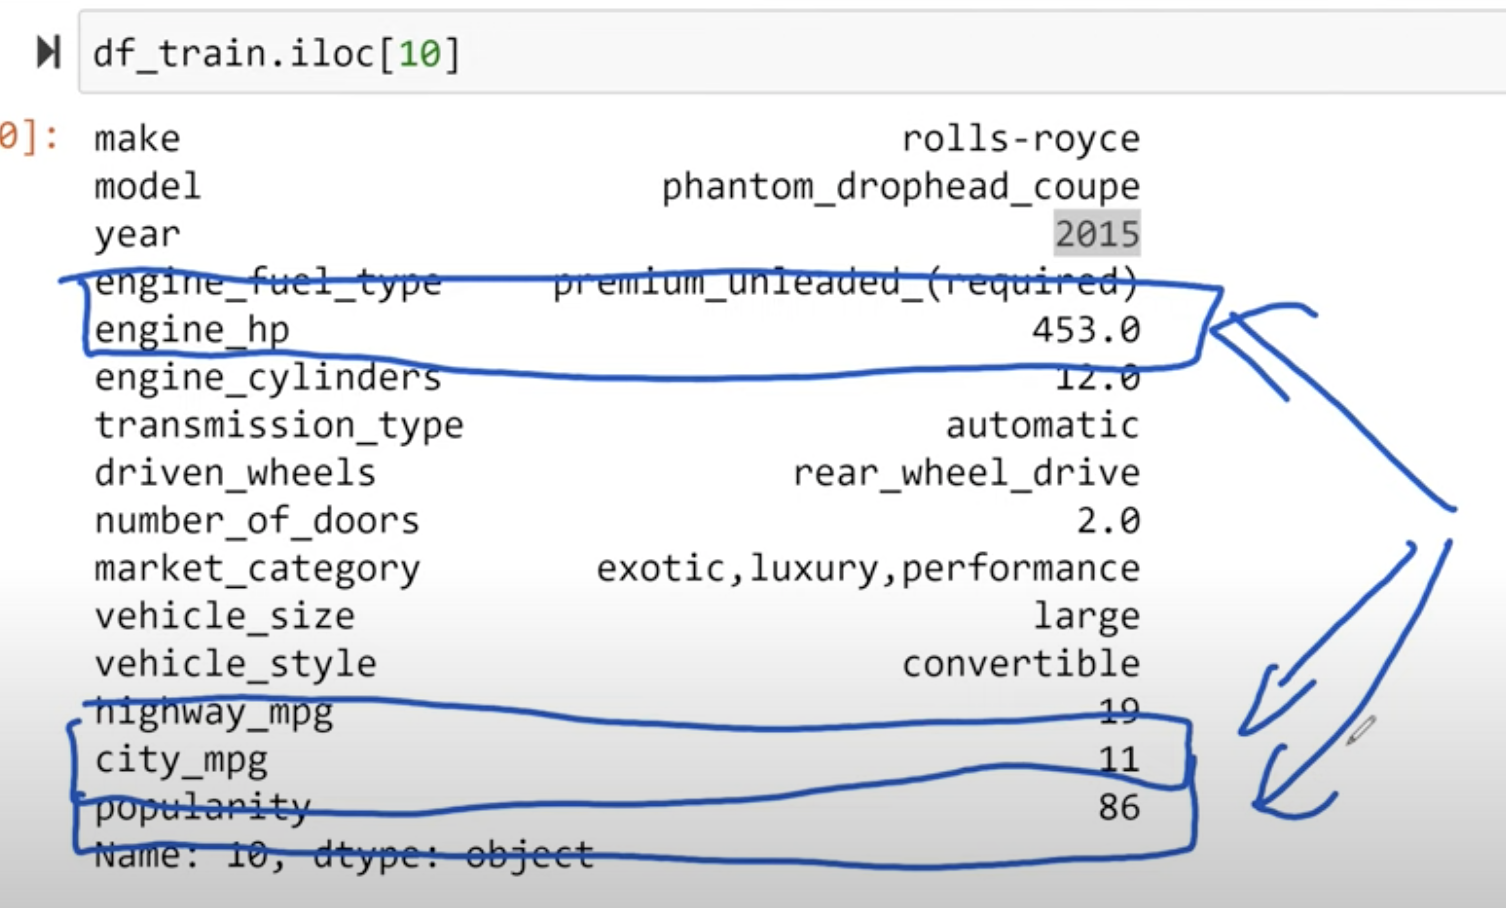 df_train.iloc[10]
0]:
make rolls-royce
model phantom_drophead_coupe
year 2015
engine_fuel_type premium_unleaded_(required)
engine_hp 453.0
engine_cylinders 12.0
transmission_type automatic
driven_wheels rear_wheel_drive
number_of_doors 2.0
market_category exotic,luxury,performance
vehicle_size large
vehicle_style convertible
highway_mpg 19
city_mpg 11
popularity 86
Name: 10, dtype: object